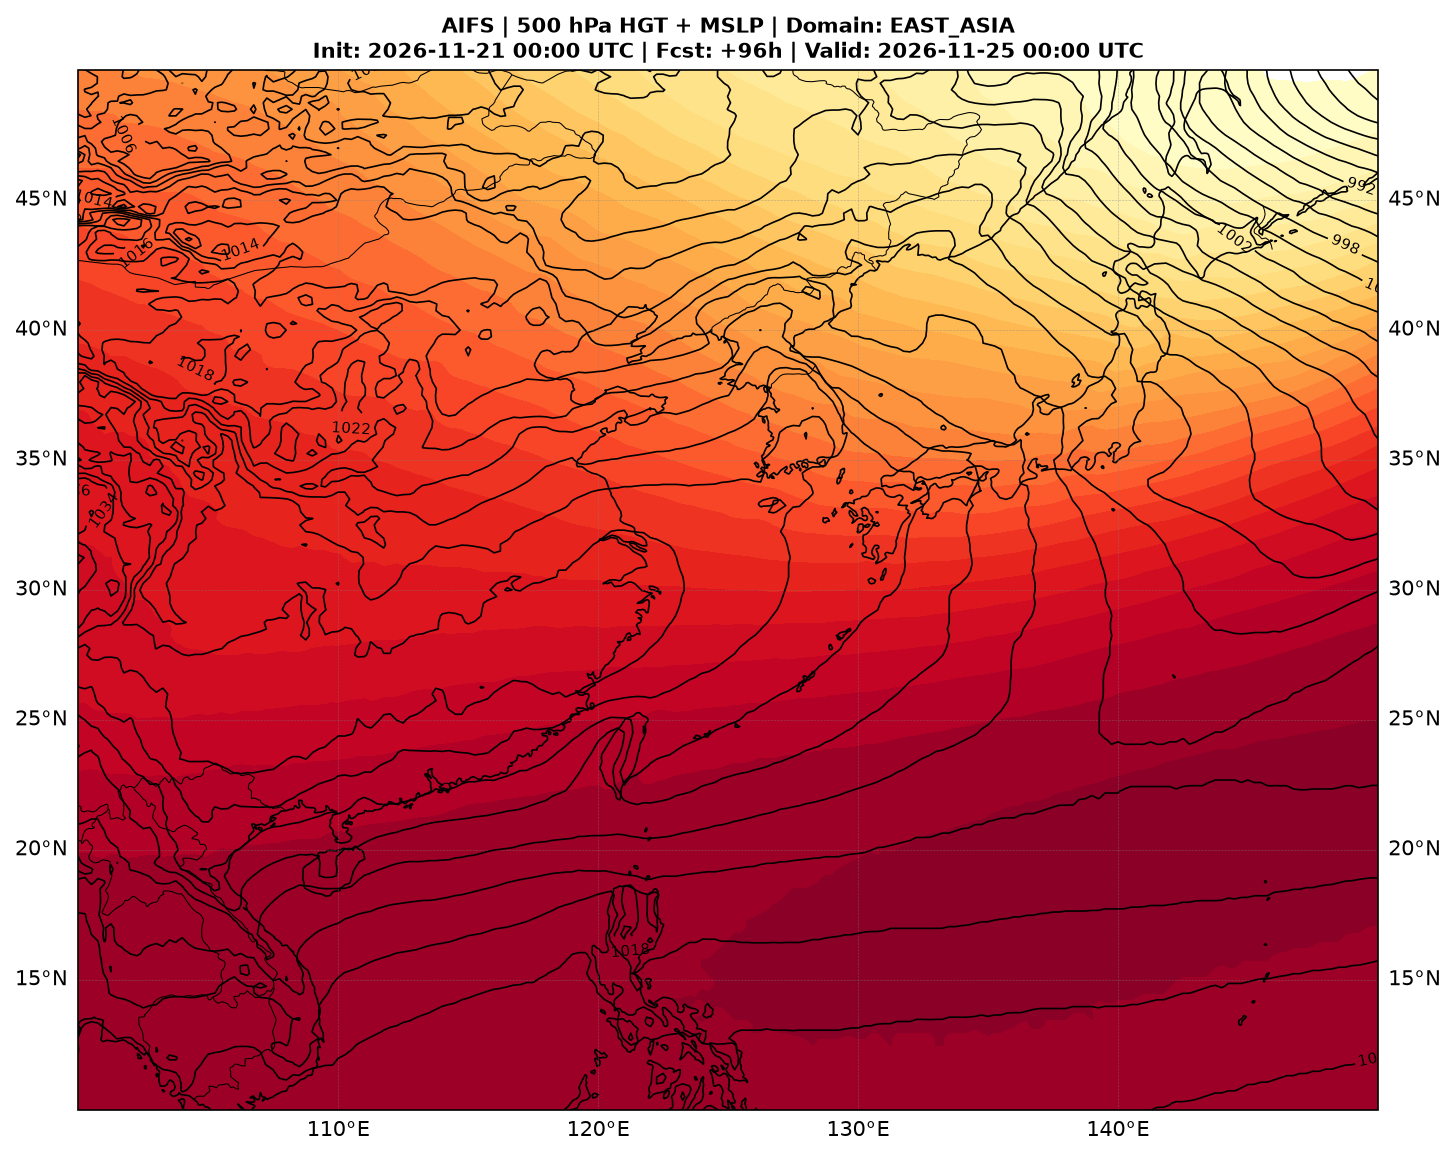 AIFS | 500 hPa HGT + MSLP | Domain: EAST_ASIA
Init: 2026-11-21 00:00 UTC | Fcst: +96h | Valid: 2026-11-25 00:00 UTC
1006
992
45°N
1014
45°N
1002
998
1016
1014
40°N
40°N
1018
1022
35°N
35°N
1034
30°N
30°N
25°N
25°N
20°N
20°N
1018
15°N
15°N
110°E
120°E
130°E
140°E